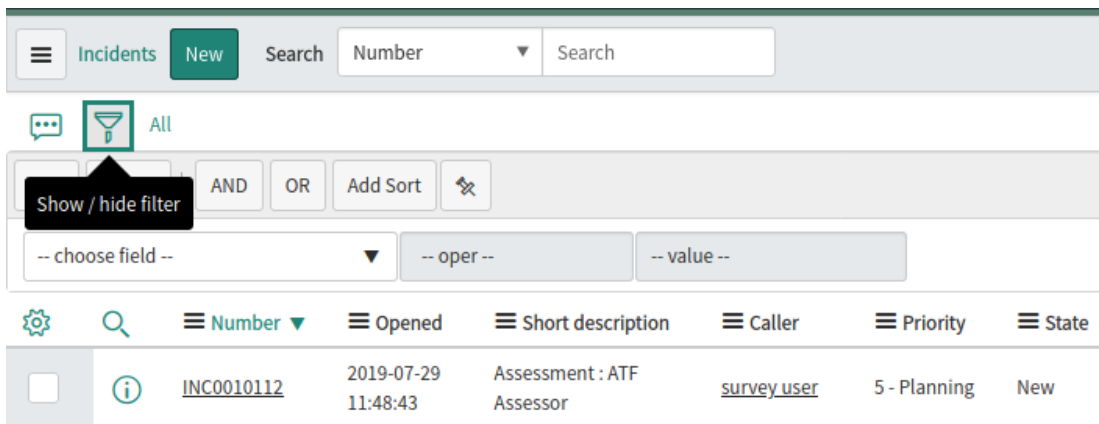 Incidents New Search Number Search
All
AND OR Add Sort
Show / hide filter
-- choose field -- -- oper -- -- value --
Number Opened Short description Caller Priority State
INC0010112 2019-07-29 11:48:43 Assessment : ATF Assessor survey user 5 - Planning New